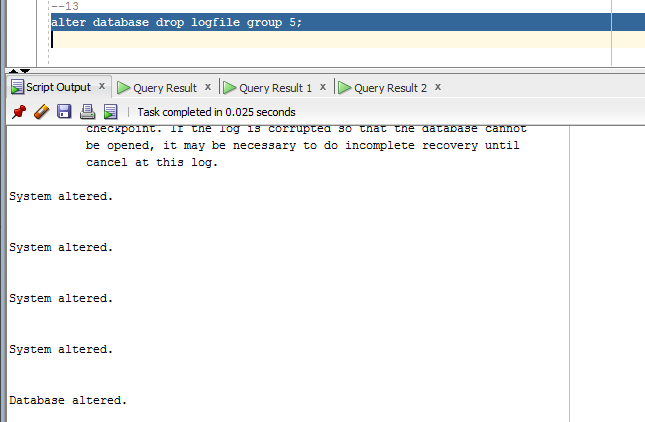 --13
alter database drop logfile group 5;
Script Output x Query Result x Query Result 1 x Query Result 2 x
Task completed in 0.025 seconds
checkpoint. If the log is corrupted so that the database cannot
be opened, it may be necessary to do incomplete recovery until
cancel at this log.
System altered.
System altered.
System altered.
System altered.
Database altered.